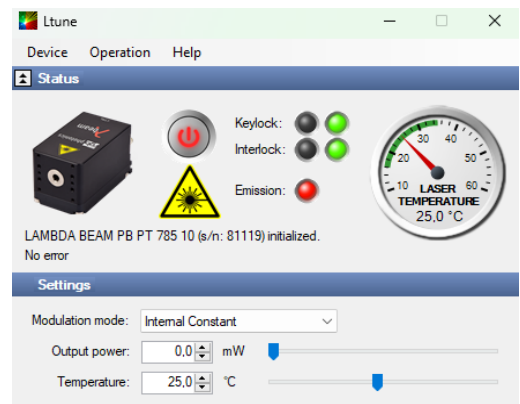 Ltune
Device Operation Help
Status
Keylock:
Interlock:
Emission:
10 20 30 40 50 60
LASER
TEMPERATURE
25,0 °C
LAMBDA BEAM PB PT 785 10 (s/n: 81119) initialized.
No error
Settings
Modulation mode: Internal Constant
Output power: 0,0 mW
Temperature: 25,0 °C